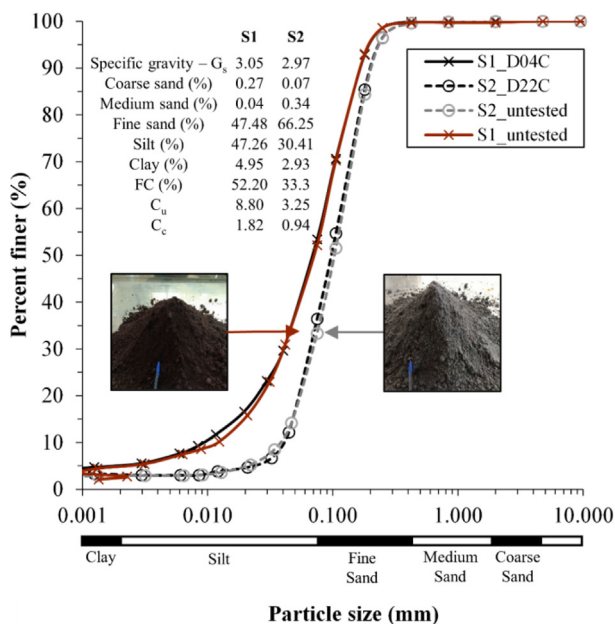 S1 S2
Specific gravity – Gs 3.05 2.97
Coarse sand (%) 0.27 0.07
Medium sand (%) 0.04 0.34
Fine sand (%) 47.48 66.25
Silt (%) 47.26 30.41
Clay (%) 4.95 2.93
FC (%) 52.20 33.3
Cu 8.80 3.25
Cc 1.82 0.94
S1_D04C
S2_D22C
S2_untested
S1_untested
Percent finer (%)
100
90
80
70
60
50
40
30
20
10
0
0.001 0.010 0.100 1.000 10.000
Clay Silt Fine Sand Medium Sand Coarse Sand
Particle size (mm)